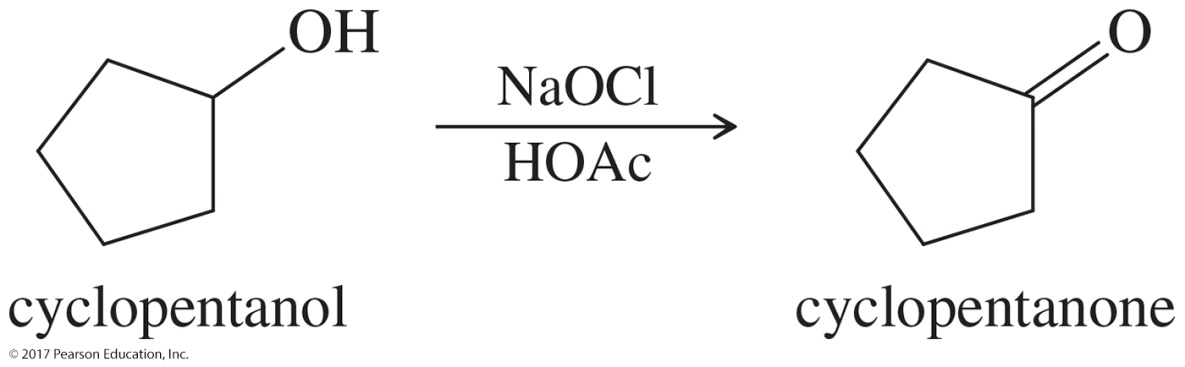 OH
NaOCl
HOAc
O
cyclopentanol
cyclopentanone
© 2017 Pearson Education, Inc.